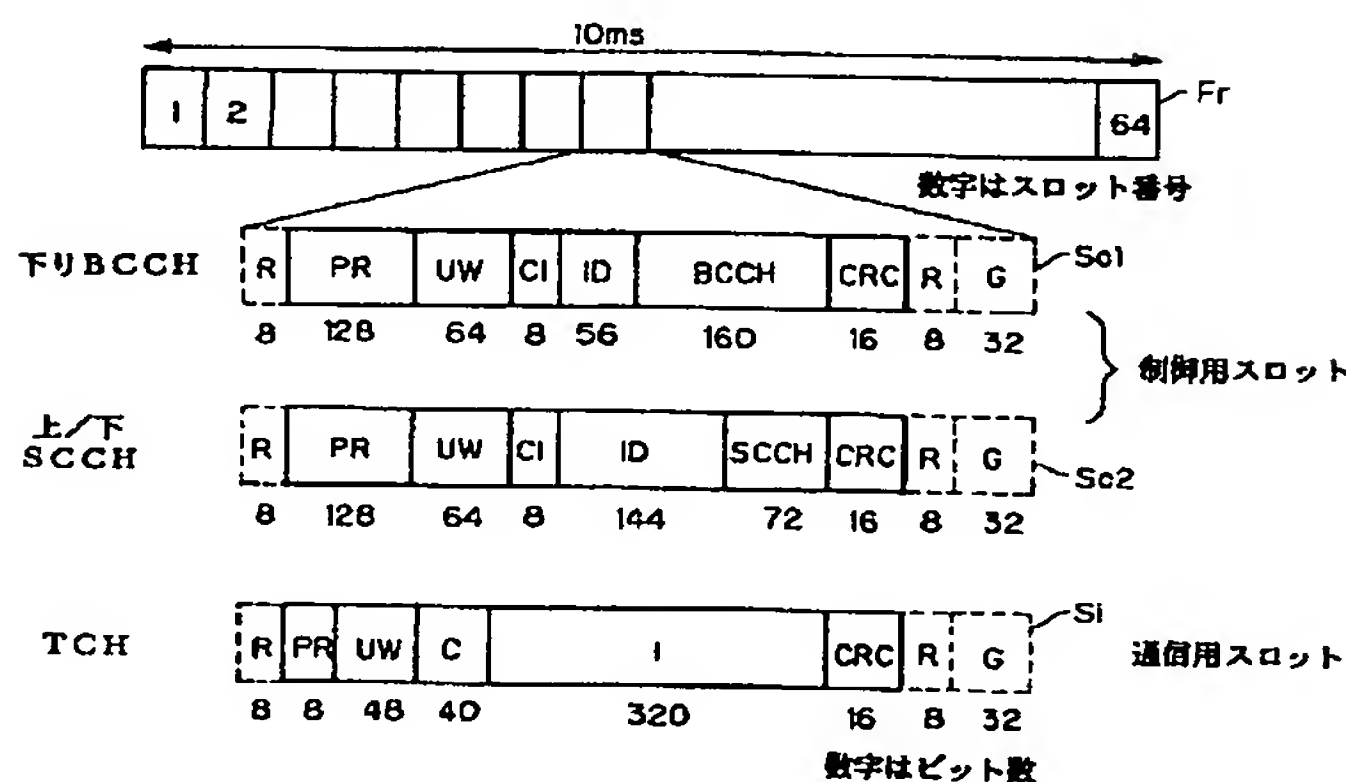 10ms
1 2 64 Fr
数字はスロット番号
下りBCCH R PR UW CI ID BCCH CRC R G Sc1
8 128 64 8 56 160 16 8 32
制御用スロット
上/下
SCCH R PR UW CI ID SCCH CRC R G Sc2
8 128 64 8 144 72 16 8 32
TCH R PR UW C I CRC R G Si
8 8 48 40 320 16 8 32
通信用スロット
数字はビット数